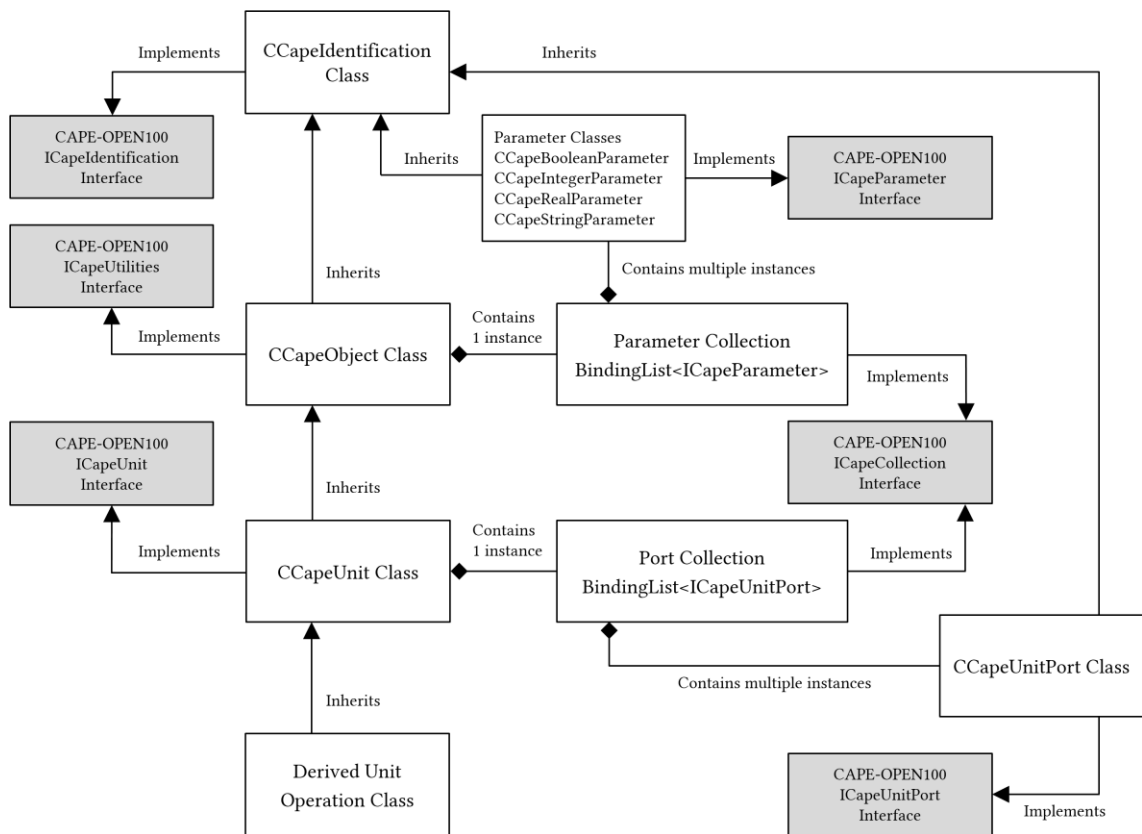 CCapeIdentification
Class
Implements
Inherits
CAPE-OPEN100
ICapeIdentification
Interface
Inherits
Parameter Classes
CCapeBooleanParameter
CCapeIntegerParameter
CCapeRealParameter
CCapeStringParameter
Implements
CAPE-OPEN100
ICapeParameter
Interface
CAPE-OPEN100
ICapeUtilities
Interface
Inherits
Contains multiple instances
Implements
CCapeObject Class
Contains
1 instance
Parameter Collection
BindingList<ICapeParameter>
Implements
CAPE-OPEN100
ICapeUnit
Interface
CAPE-OPEN100
ICapeCollection
Interface
Inherits
Implements
CCapeUnit Class
Contains
1 instance
Port Collection
BindingList<ICapeUnitPort>
Implements
CCapeUnitPort Class
Contains multiple instances
Inherits
Derived Unit
Operation Class
CAPE-OPEN100
ICapeUnitPort
Interface
Implements